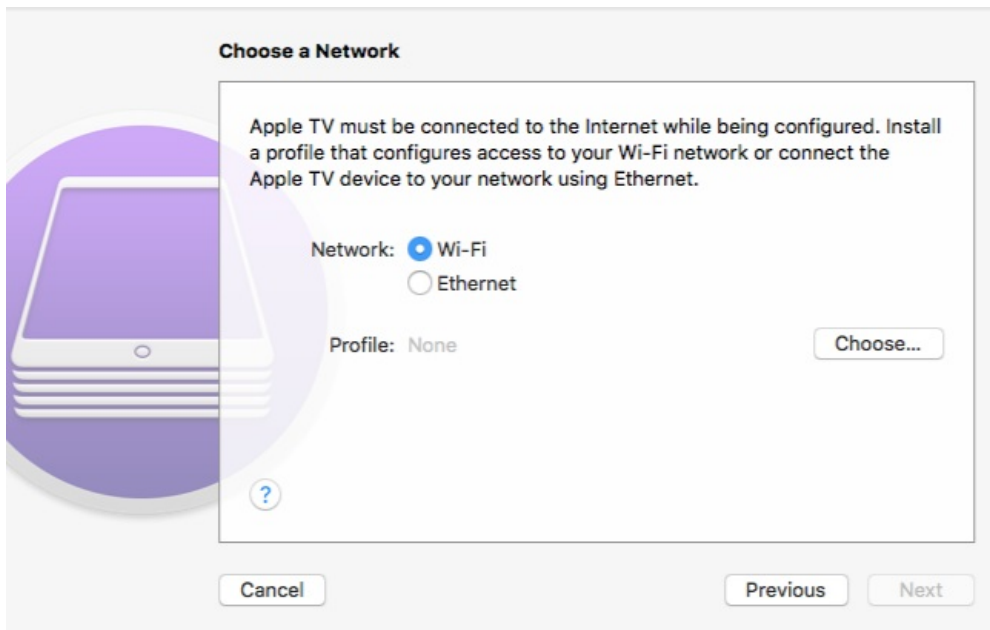 Choose a Network
Apple TV must be connected to the Internet while being configured. Install
a profile that configures access to your Wi-Fi network or connect the
Apple TV device to your network using Ethernet.
Network: Wi-Fi
Ethernet
Profile: None Choose...
?
Cancel Previous Next